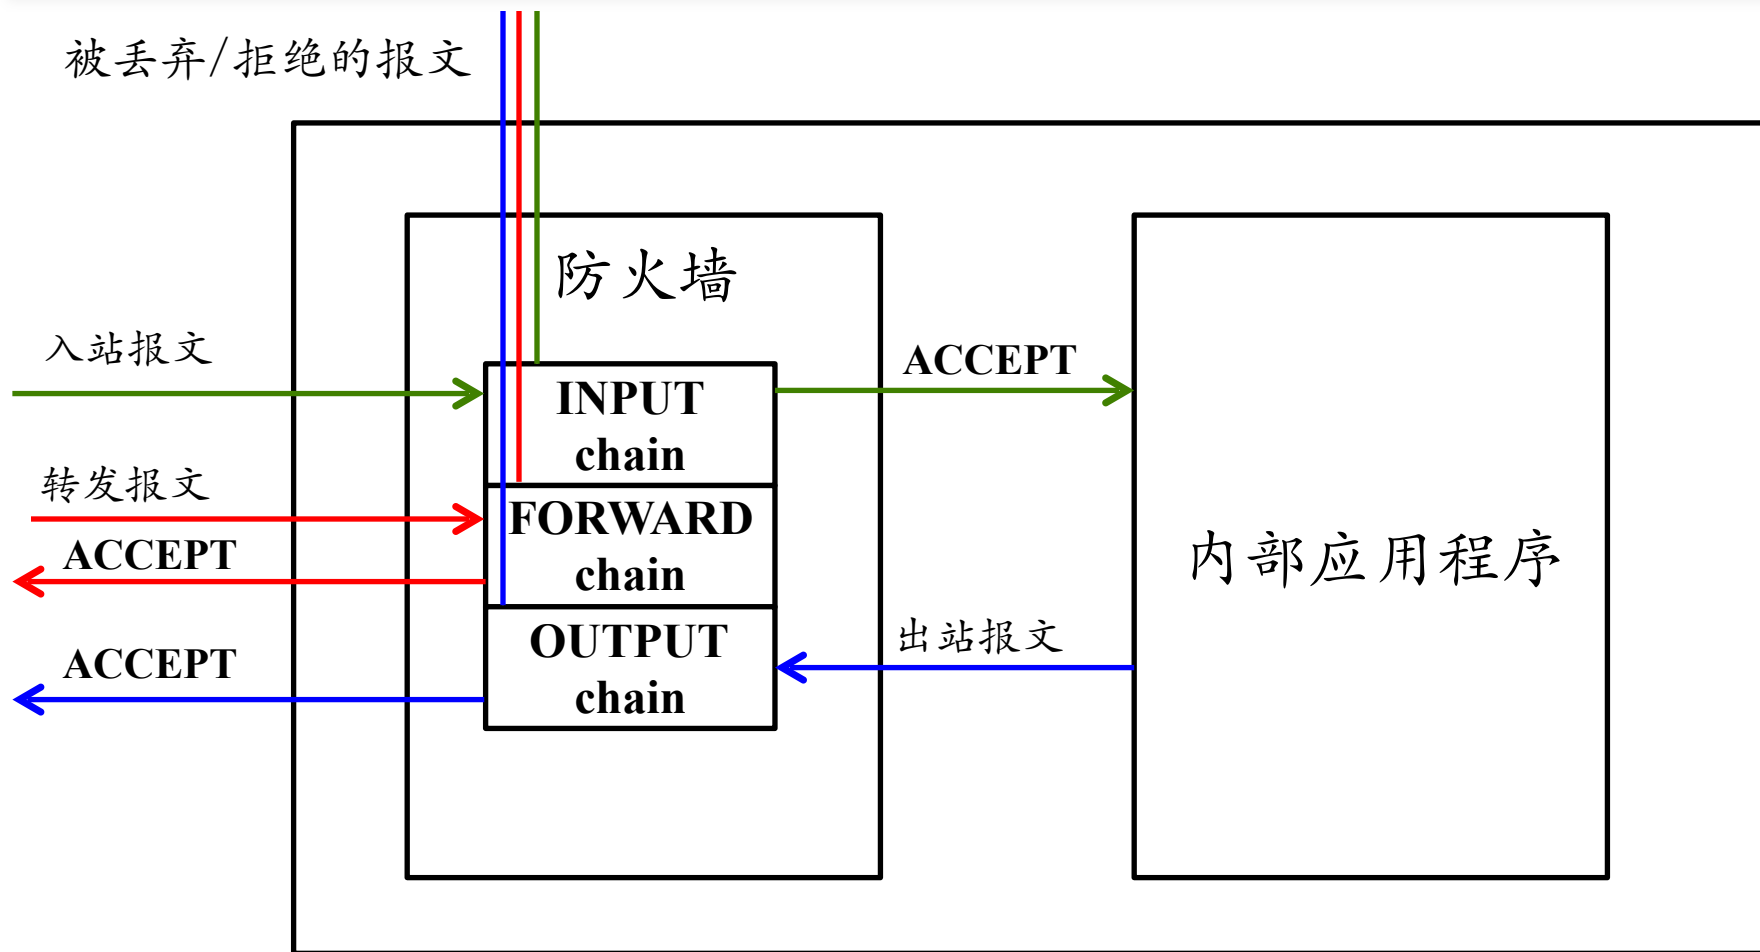 被丢弃/拒绝的报文
防火墙
入站报文
ACCEPT
INPUT
chain
转发报文
FORWARD
ACCEPT
chain
内部应用程序
出站报文
OUTPUT
ACCEPT
chain